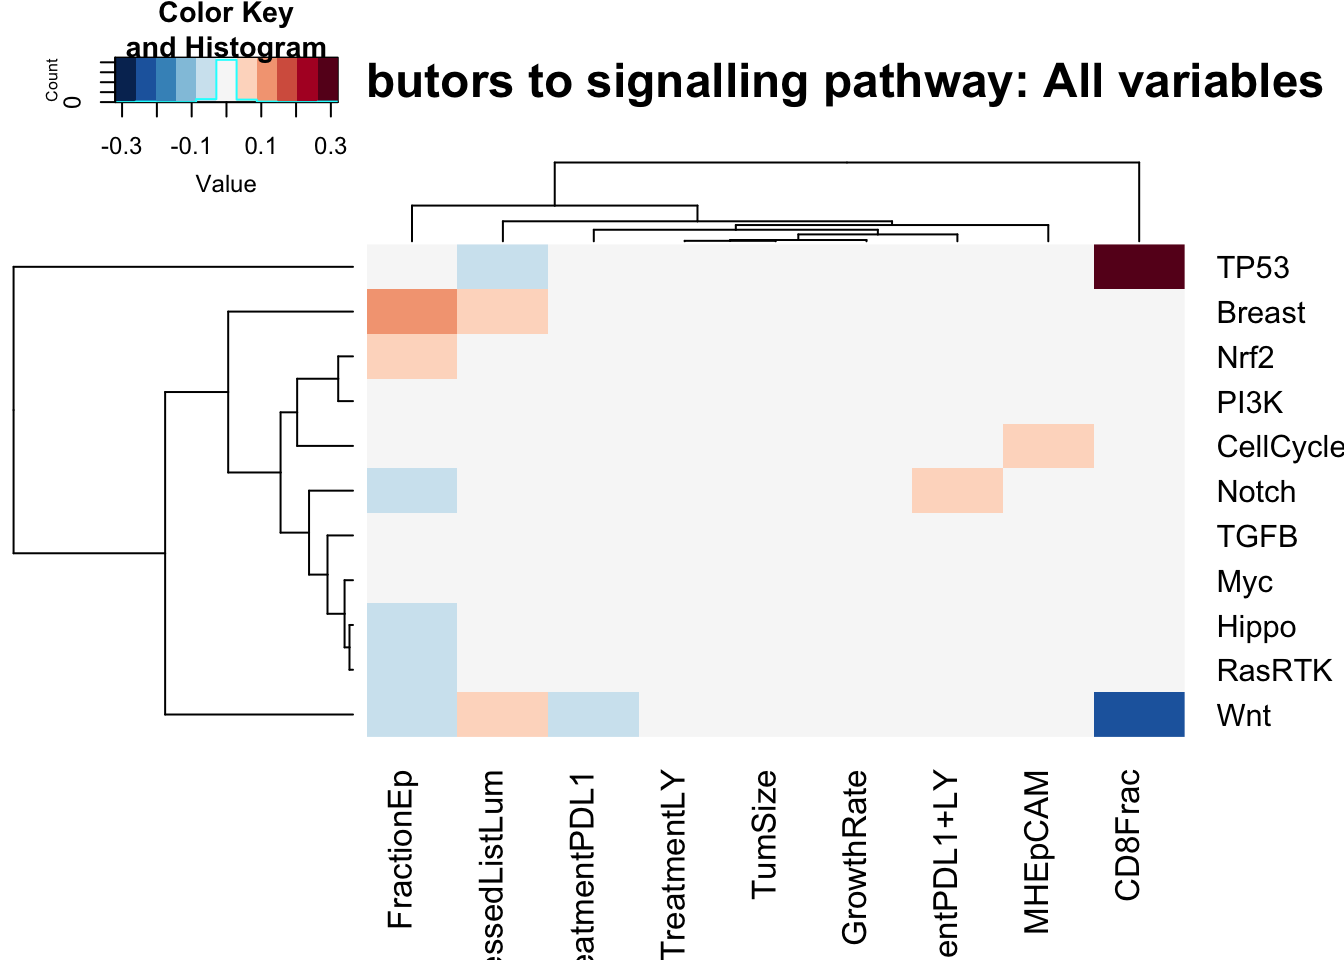 Color Key
and Histogram
Count
0
-0.3 -0.1 0.1 0.3
Value
butors to signalling pathway: All variables
TP53
Breast
Nrf2
PI3K
CellCycle
Notch
TGFB
Myc
Hippo
RasRTK
Wnt
FractionEp
essedListLum
eatmentPDL1
TreatmentLY
TumSize
GrowthRate
entPDL1+LY
MHEpCAM
CD8Frac